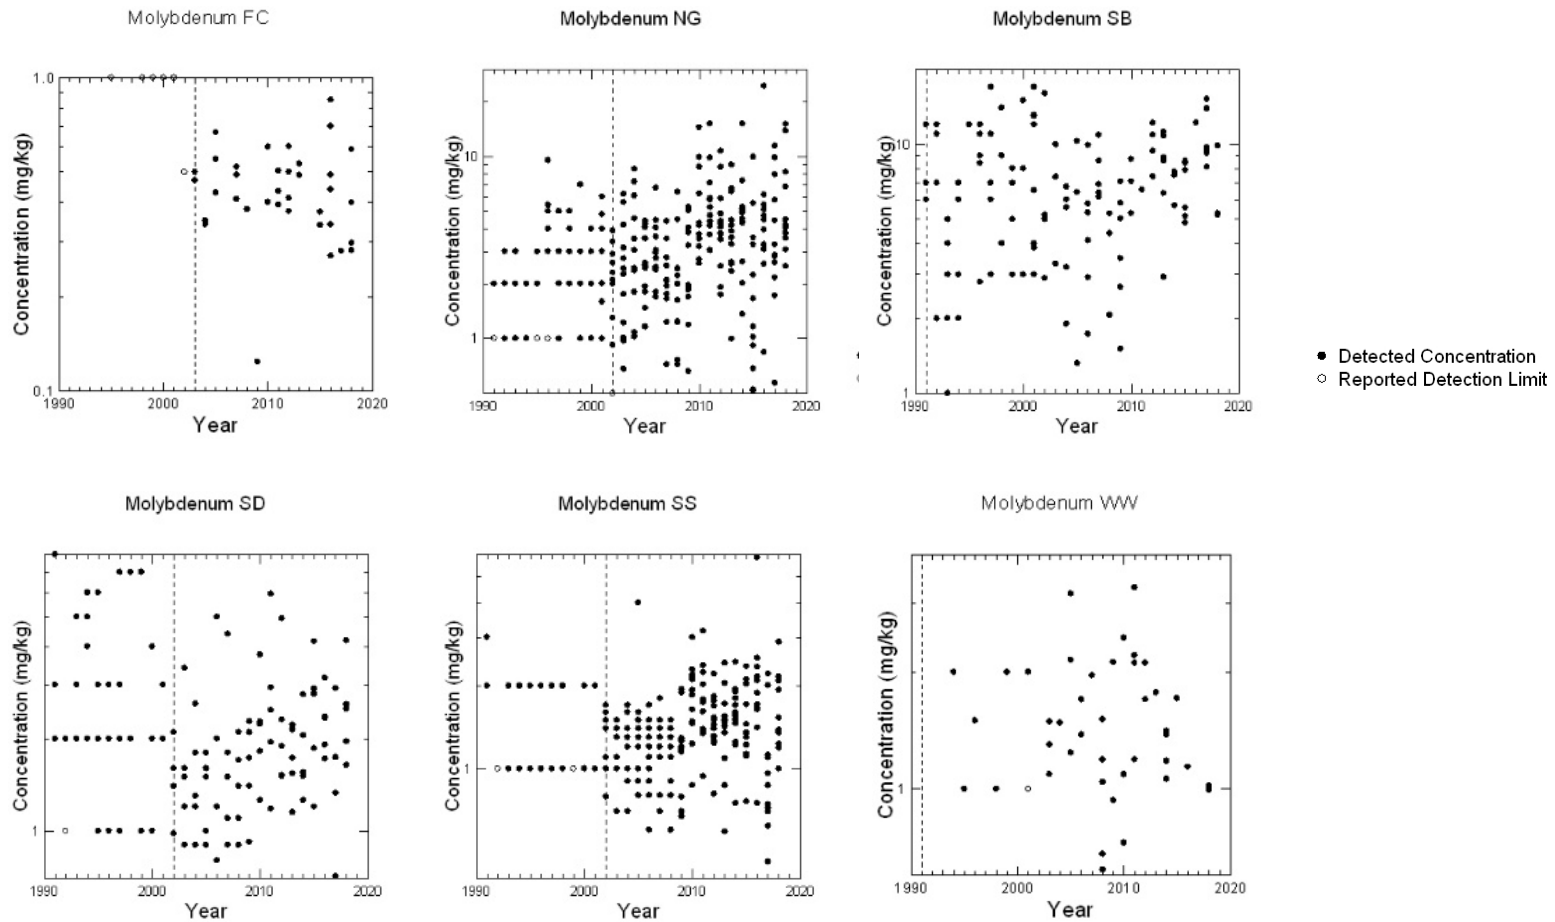 Molybdenum FC
Molybdenum NG
Molybdenum SB
Concentration (mg/kg)
1.0
0.1
1990
2000
2010
2020
Year
Concentration (mg/kg)
10
1
1990
2000
2010
2020
Year
Concentration (mg/kg)
10
1
1990
2000
2010
2020
Year
Detected Concentration
Reported Detection Limit
Molybdenum SD
Molybdenum SS
Molybdenum WW
Concentration (mg/kg)
1
1990
2000
2010
2020
Year
Concentration (mg/kg)
1
1990
2000
2010
2020
Year
Concentration (mg/kg)
1
1990
2000
2010
2020
Year